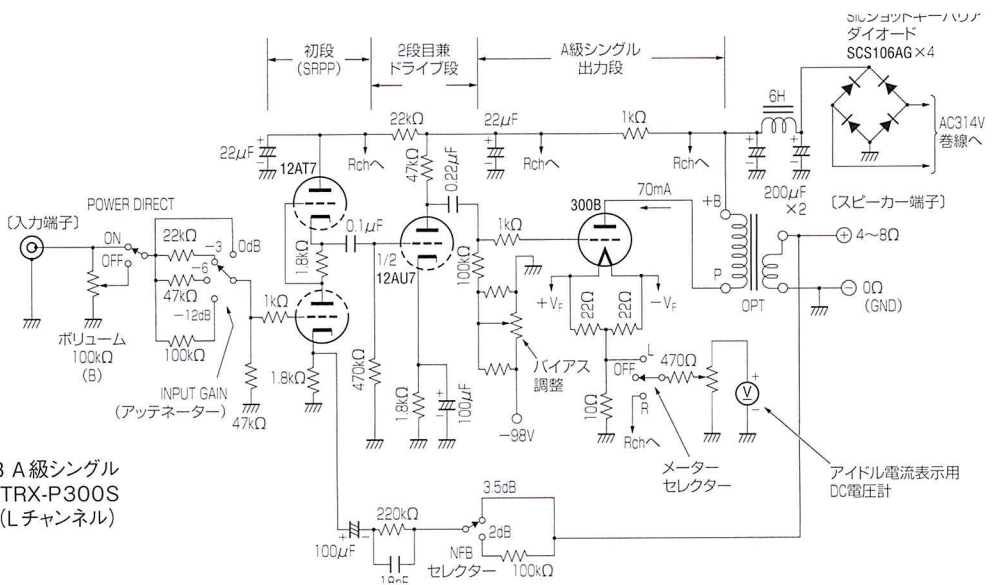 SiCショットキーバリア
ダイオード
SCS106AG×4
初段
(SRPP)
2段目兼
ドライブ段
A級シングル
出力段
6H
AC314V
巻線へ
22kΩ
22μF
1kΩ
22μF
Rchへ
47kΩ
0.22μF
Rchへ
Rchへ
12AT7
200μF
×2
70mA
300B
+B
〔スピーカー端子〕
〔入力端子〕
POWER DIRECT
ON
OFF
22kΩ
-3
0dB
-6
47kΩ
-12dB
100kΩ
1.8kΩ
0.1μF
1/2
12AU7
100kΩ
1kΩ
+VF
-VF
22Ω
22Ω
P
OPT
4〜8Ω
0Ω
(GND)
1kΩ
ボリューム
100kΩ
(B)
INPUT GAIN
(アッテネーター)
47kΩ
1.8kΩ
470kΩ
1.8kΩ
100μF
バイアス
調整
-98V
10Ω
L
OFF
R
470Ω
Rchへ
メーター
セレクター
V
+
-
アイドル電流表示用
DC電圧計
A級シングル
TRX-P300S
(Lチャンネル)
100μF
220kΩ
18pF
3.5dB
2dB
NFB
セレクター
100kΩ